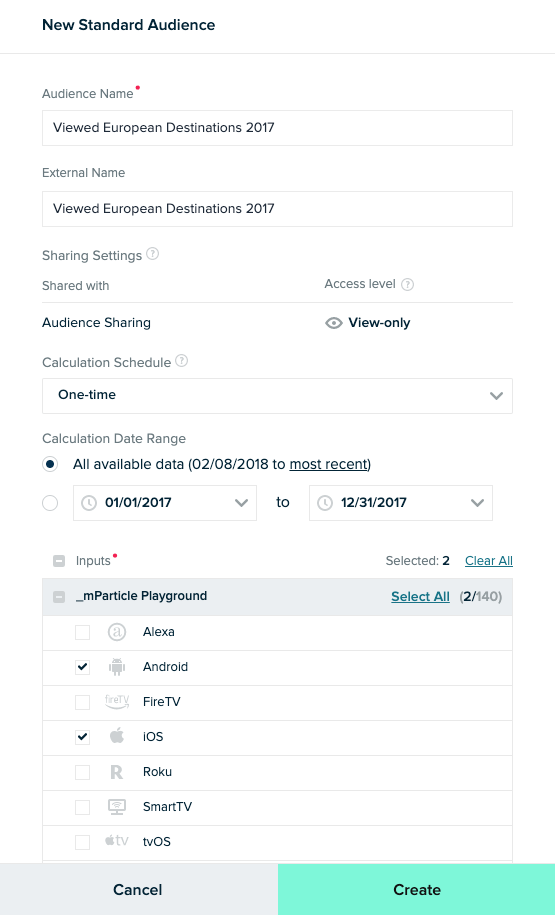 New Standard Audience
Audience Name
Viewed European Destinations 2017
External Name
Viewed European Destinations 2017
Sharing Settings ?
Shared with Access level ?
Audience Sharing View-only
Calculation Schedule ?
One-time
Calculation Date Range
All available data (02/08/2018 to most recent)
01/01/2017 to 12/31/2017
Inputs Selected: 2 Clear All
_mParticle Playground Select All (2/140)
Alexa
Android
fireTV FireTV
iOS
R Roku
SmartTV
tv tvOS
Cancel Create